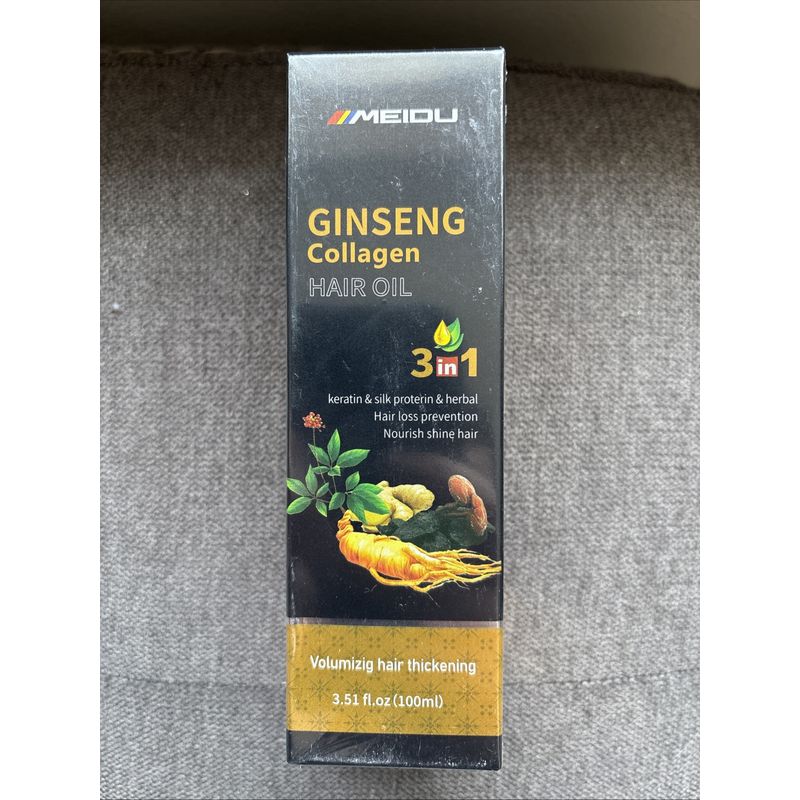 MEIDU
GINSENG
Collagen
HAIR OIL
3in1
keratin & silk proterin & herbal
Hair loss prevention
Nourish shine hair
Volumizig hair thickening
3.51 fl.oz(100ml)